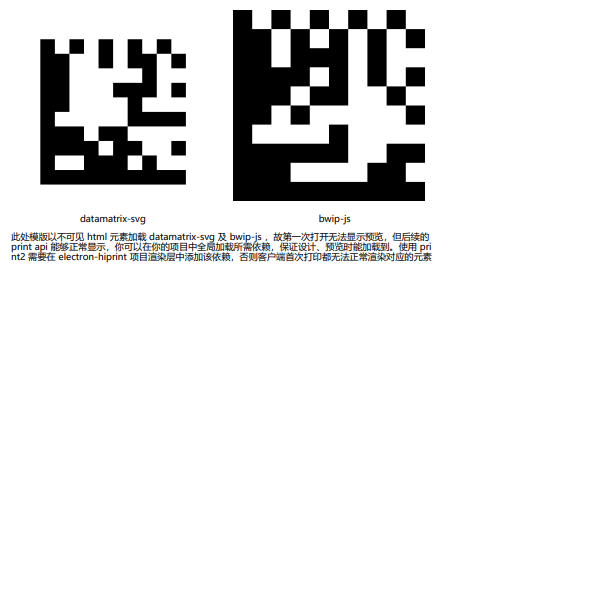 datamatrix-svg
bwip-js
此处模版以不可见 html 元素加载 datamatrix-svg 及 bwip-js ，故第一次打开无法显示预览，但后续的
print api 能够正常显示，你可以在你的项目中全局加载所需依赖，保证设计、预览时能加载到。使用 pri
nt2 需要在 electron-hiprint 项目渲染层中添加该依赖，否则客户端首次打印都无法正常渲染对应的元素